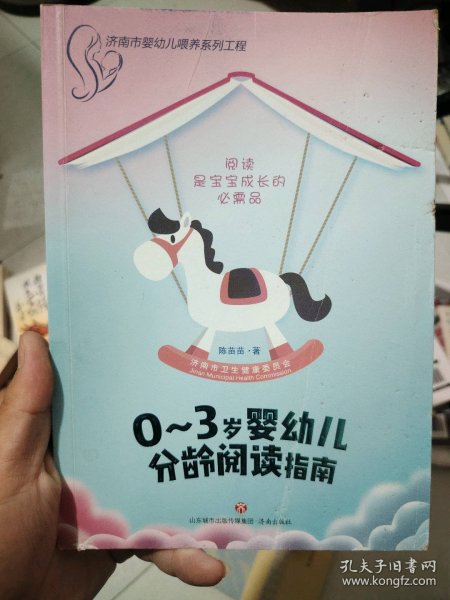 济南市婴幼儿喂养系列工程
阅读
是宝宝成长的
必需品
陈苗苗·著
济南市卫生健康委员会
Jinan Municipal Health Commission
0~3岁婴幼儿
分龄阅读指南
山东城市出版传媒集团·济南出版社
孔夫子旧书网
www.kongfz.com